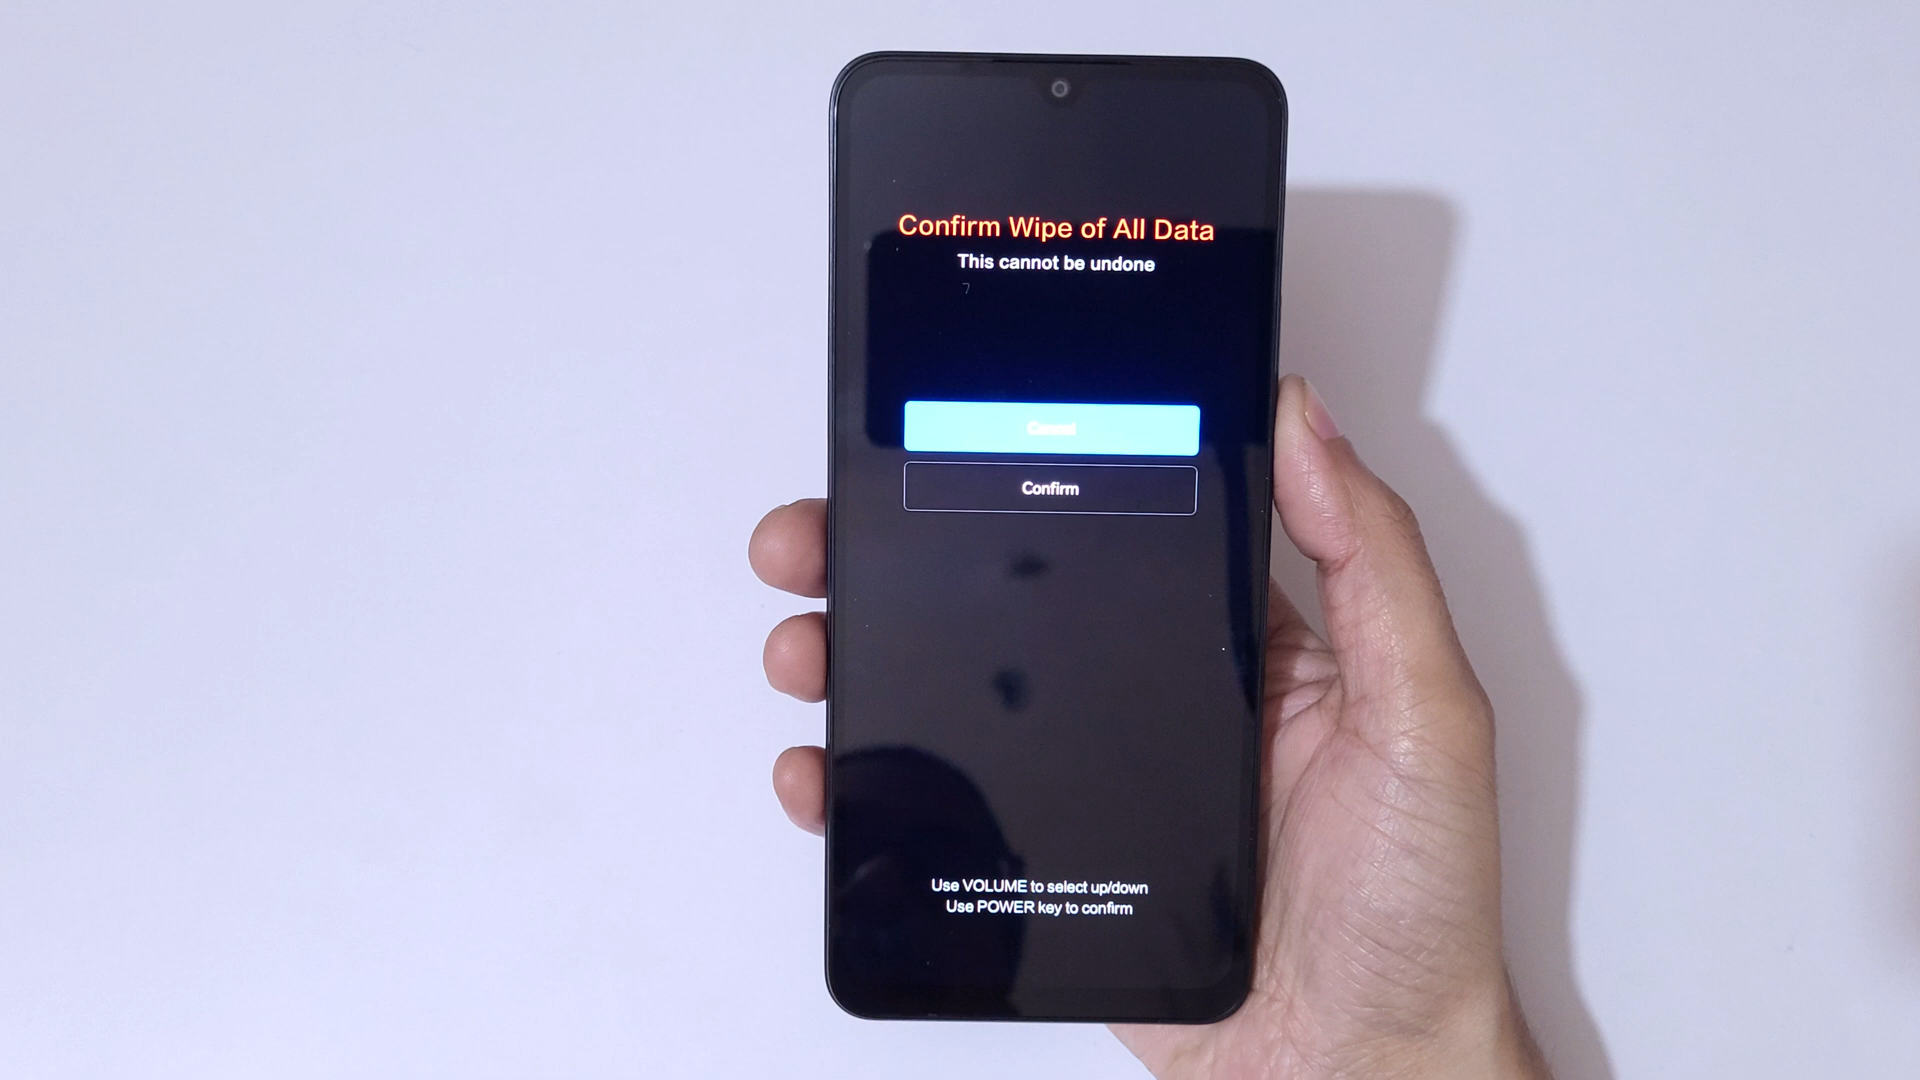 Confirm Wipe of All Data
This cannot be undone
Cancel
Confirm
Use VOLUME to select up/down
Use POWER key to confirm